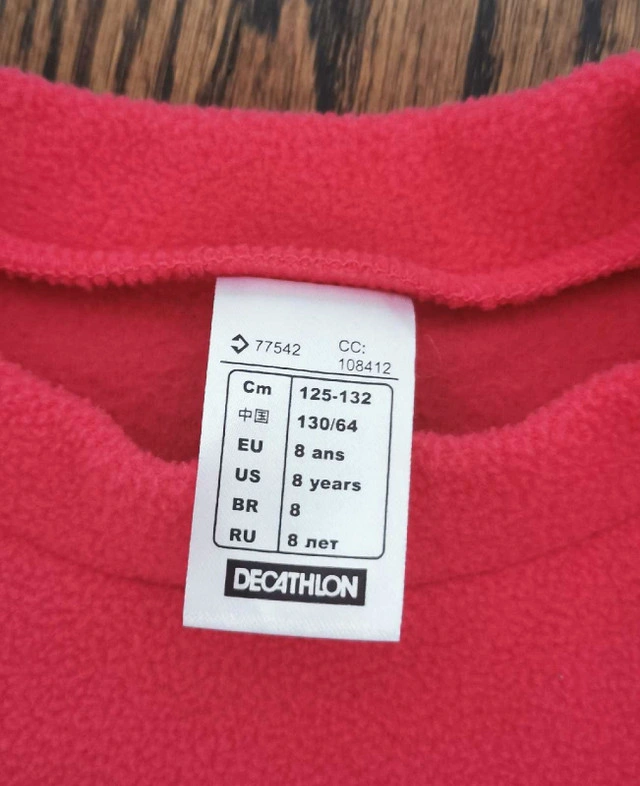 77542 CC:
108412
Cm 125-132
中国 130/64
EU 8 ans
US 8 years
BR 8
RU 8 лет
DECATHLON